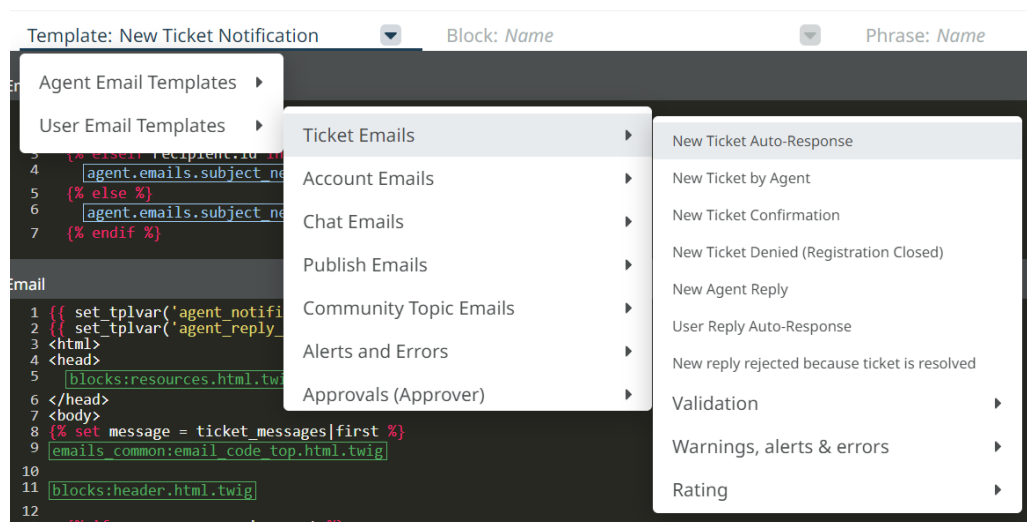 Template: New Ticket Notification
Block: Name
Phrase: Name
Agent Email Templates
User Email Templates
Ticket Emails
Account Emails
Chat Emails
Publish Emails
Community Topic Emails
Alerts and Errors
Approvals (Approver)
New Ticket Auto-Response
New Ticket by Agent
New Ticket Confirmation
New Ticket Denied (Registration Closed)
New Agent Reply
User Reply Auto-Response
New reply rejected because ticket is resolved
Validation
Warnings, alerts & errors
Rating
3 {% elseif recipient.id in
4 agent.emails.subject_ne
5 {% else %}
6 agent.emails.subject_ne
7 {% endif %}
Email
1 {{ set_tplvar('agent_notifi
2 {{ set_tplvar('agent_reply_
3 <html>
4 <head>
5 blocks:resources.html.twi
6 </head>
7 <body>
8 {% set message = ticket_messages|first %}
9 emails_common:email_code_top.html.twig
10
11 blocks:header.html.twig
12